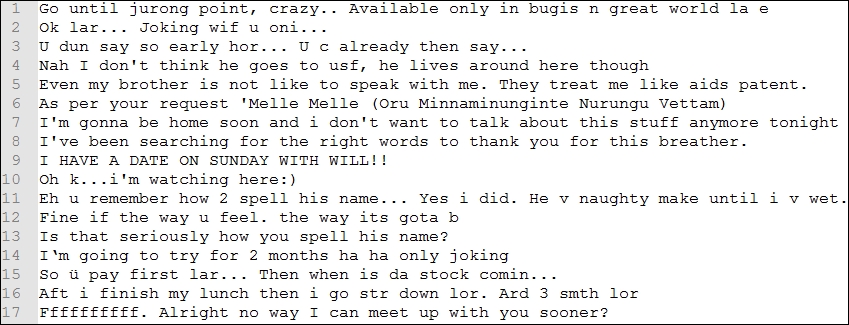 1 Go until jurong point, crazy.. Available only in bugis n great world la e
2 Ok lar... Joking wif u oni...
3 U dun say so early hor... U c already then say...
4 Nah I don't think he goes to usf, he lives around here though
5 Even my brother is not like to speak with me. They treat me like aids patent.
6 As per your request 'Melle Melle (Oru Minnaminunginte Nurungu Vettam)
7 I'm gonna be home soon and i don't want to talk about this stuff anymore tonight
8 I've been searching for the right words to thank you for this breather.
9 I HAVE A DATE ON SUNDAY WITH WILL!!
10 Oh k...i'm watching here:)
11 Eh u remember how 2 spell his name... Yes i did. He v naughty make until i v wet.
12 Fine if the way u feel. the way its gota b
13 Is that seriously how you spell his name?
14 I‘m going to try for 2 months ha ha only joking
15 So ü pay first lar... Then when is da stock comin...
16 Aft i finish my lunch then i go str down lor. Ard 3 smth lor
17 Ffffffffff. Alright no way I can meet up with you sooner?